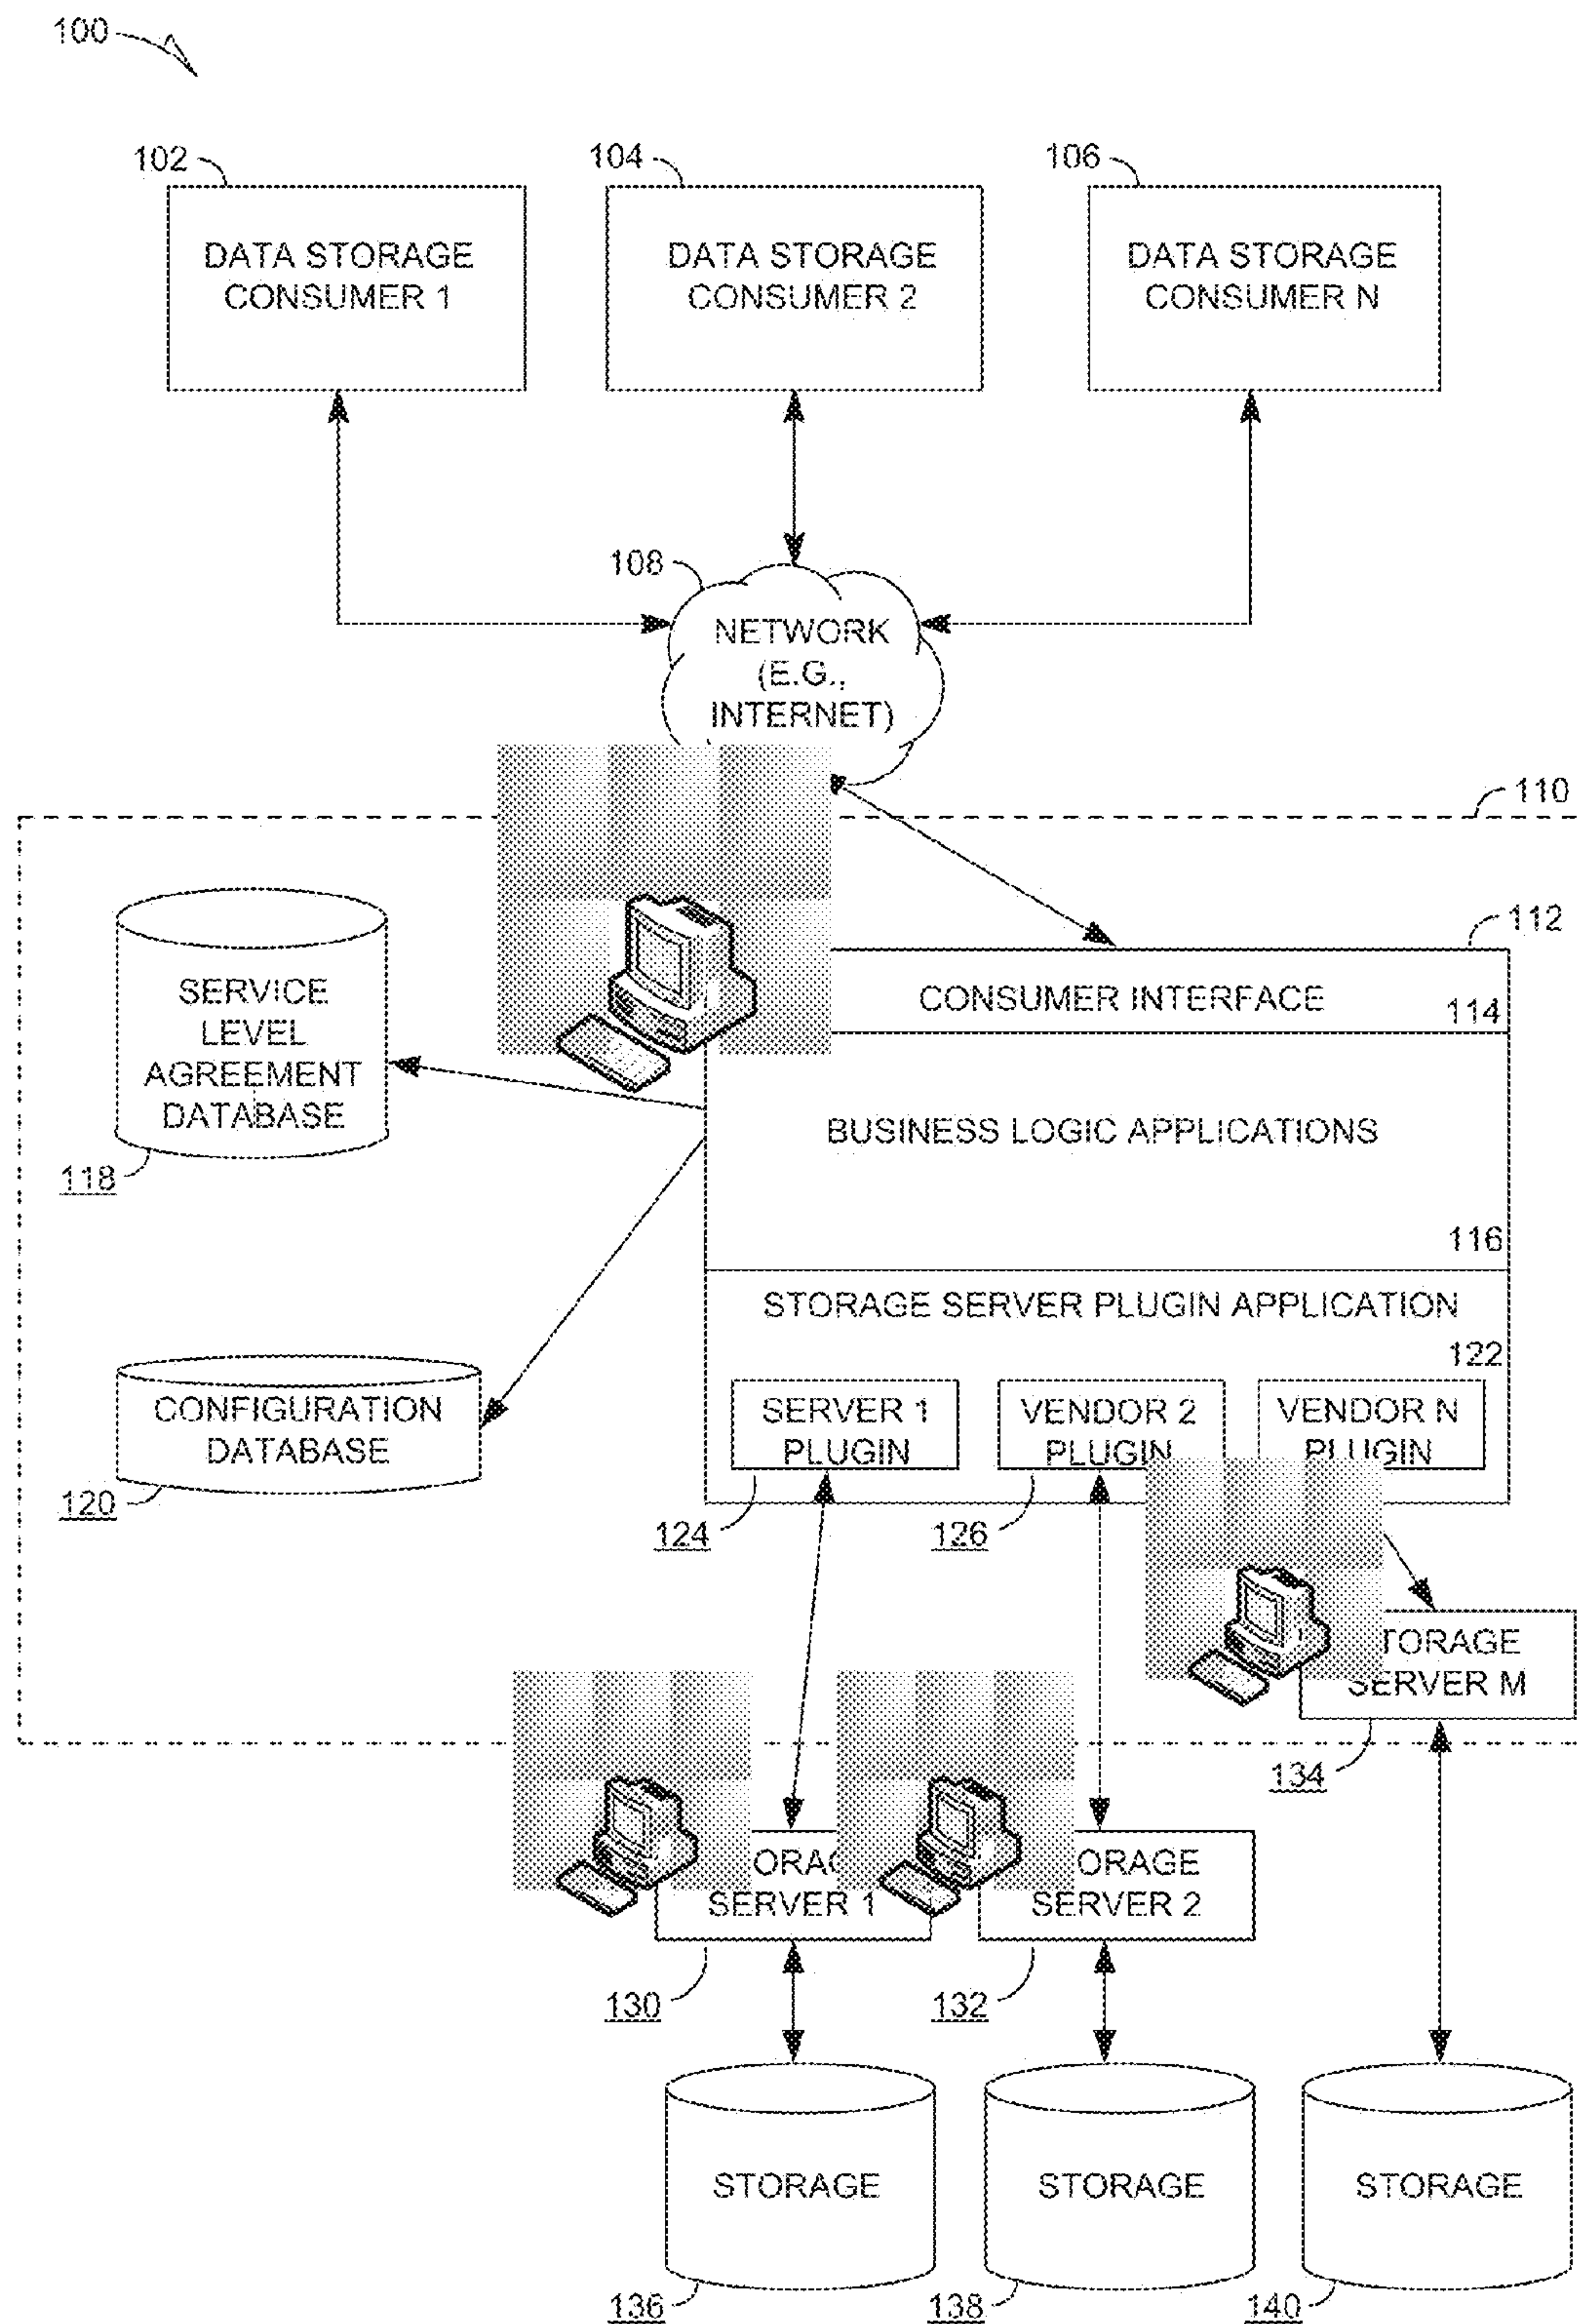 100
102
104
106
DATA STORAGE
CONSUMER 1
DATA STORAGE
CONSUMER 2
DATA STORAGE
CONSUMER N
108
NETWORK
(E.G.,
INTERNET)
110
112
SERVICE
LEVEL
AGREEMENT
DATABASE
118
CONSUMER INTERFACE
114
BUSINESS LOGIC APPLICATIONS
116
STORAGE SERVER PLUGIN APPLICATION
122
CONFIGURATION
DATABASE
120
SERVER 1
PLUGIN
VENDOR 2
PLUGIN
VENDOR N
PLUGIN
124
126
TORAGE
SERVER M
134
ORAG
SERVER 1
ORAGE
SERVER 2
130
132
STORAGE
STORAGE
STORAGE
136
138
140